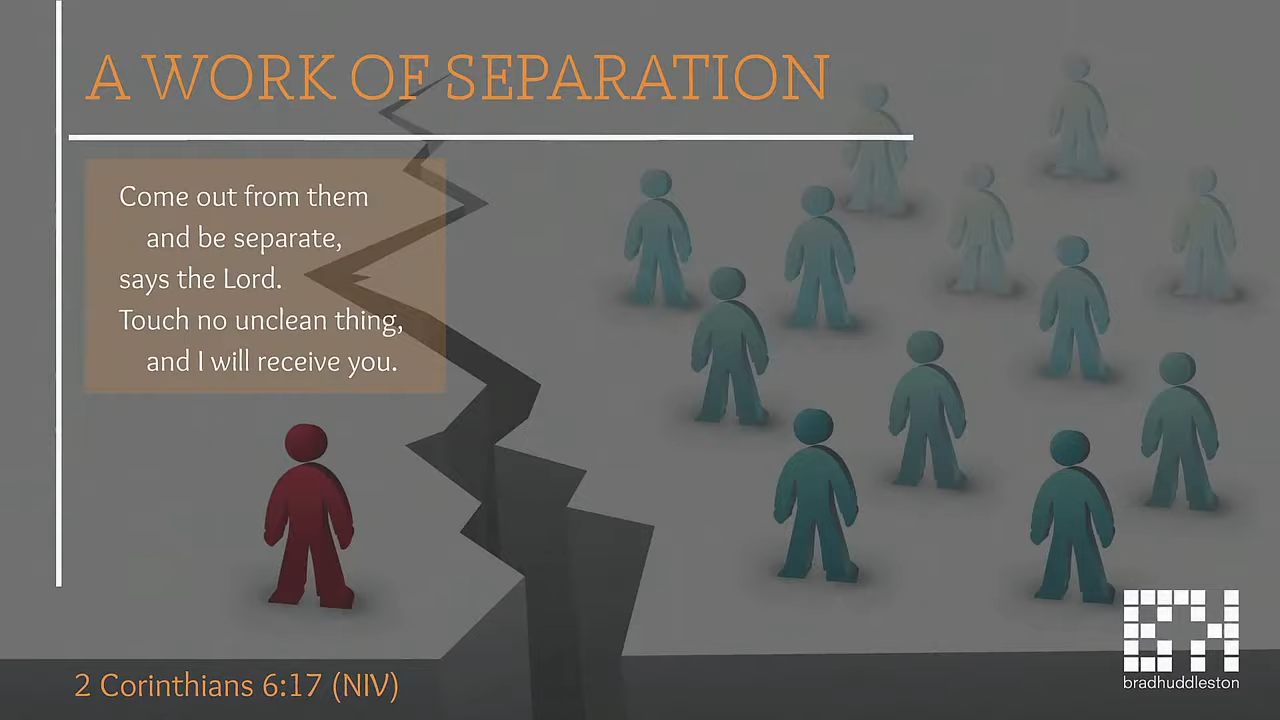 A WORK OF SEPARATION
Come out from them
and be separate,
says the Lord.
Touch no unclean thing,
and I will receive you.
2 Corinthians 6:17 (NIV)
bradhuddleston